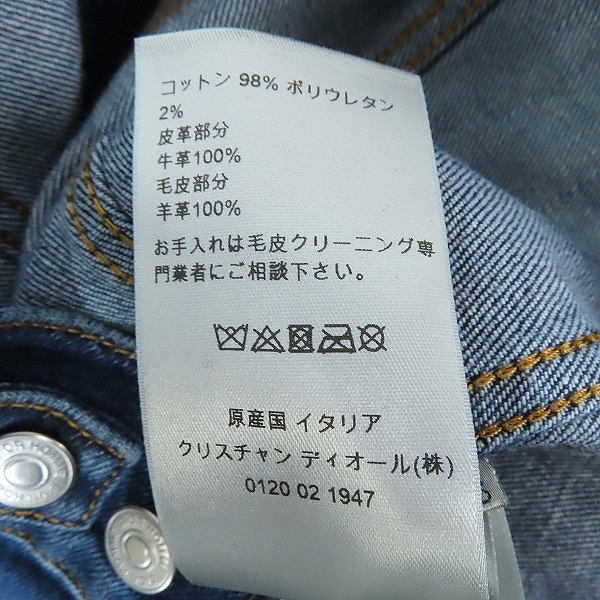 コットン 98% ポリウレタン
2%
皮革部分
牛革100%
毛皮部分
羊革100%
お手入れは毛皮クリーニング専
門業者にご相談下さい。
原産国 イタリア
クリスチャン ディオール(株)
0120 02 1947